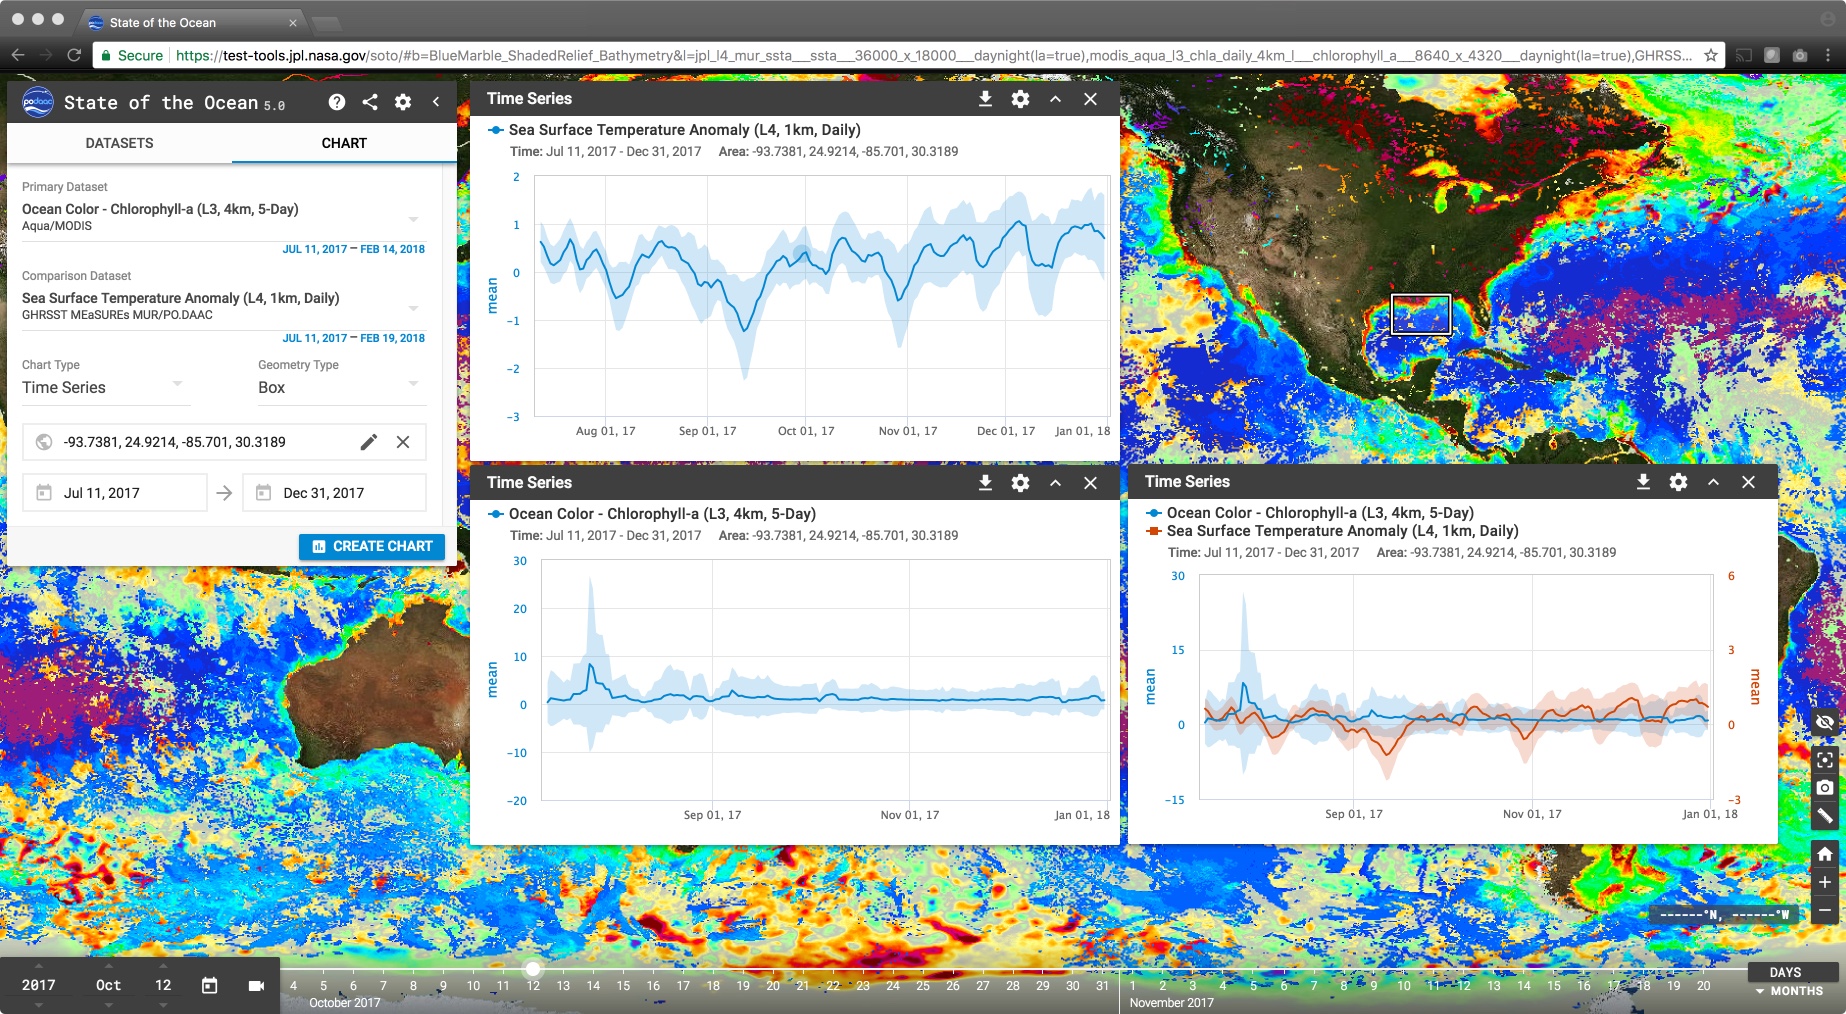 State of the Ocean
Secure https://test-tools.jpl.nasa.gov/soto/#b=BlueMarble_ShadedRelief_Bathymetry&l=jpl_l4_mur_ssta___ssta___36000_x_18000___daynight(la=true),modis_aqua_l3_chla_daily_4km_l___chlorophyll_a___8640_x_4320___daynight(la=true),GHRSS...
podaac State of the Ocean 5.0
DATASETS CHART
Primary Dataset
Ocean Color - Chlorophyll-a (L3, 4km, 5-Day)
Aqua/MODIS
JUL 11, 2017 – FEB 14, 2018
Comparison Dataset
Sea Surface Temperature Anomaly (L4, 1km, Daily)
GHRSST MEaSUREs MUR/PO.DAAC
JUL 11, 2017 – FEB 19, 2018
Chart Type Geometry Type
Time Series Box
-93.7381, 24.9214, -85.701, 30.3189
Jul 11, 2017 Dec 31, 2017
CREATE CHART
Time Series
Sea Surface Temperature Anomaly (L4, 1km, Daily)
Time: Jul 11, 2017 - Dec 31, 2017 Area: -93.7381, 24.9214, -85.701, 30.3189
2
1
0
-1
-2
-3
mean
Aug 01, 17 Sep 01, 17 Oct 01, 17 Nov 01, 17 Dec 01, 17 Jan 01, 18
Time Series
Ocean Color - Chlorophyll-a (L3, 4km, 5-Day)
Time: Jul 11, 2017 - Dec 31, 2017 Area: -93.7381, 24.9214, -85.701, 30.3189
30
20
10
0
-10
-20
mean
Sep 01, 17 Nov 01, 17 Jan 01, 18
Time Series
Ocean Color - Chlorophyll-a (L3, 4km, 5-Day)
Sea Surface Temperature Anomaly (L4, 1km, Daily)
Time: Jul 11, 2017 - Dec 31, 2017 Area: -93.7381, 24.9214, -85.701, 30.3189
30 6
15 3
0 0
-15 -3
mean mean
Sep 01, 17 Nov 01, 17 Jan 01, 18
------°N, ------°W
2017 Oct 12
4 5 6 7 8 9 10 11 12 13 14 15 16 17 18 19 20 21 22 23 24 25 26 27 28 29 30 31 1 2 3 4 5 6 7 8 9 10 11 12 13 14 15 16 17 18 19 20
October 2017 November 2017
DAYS
MONTHS